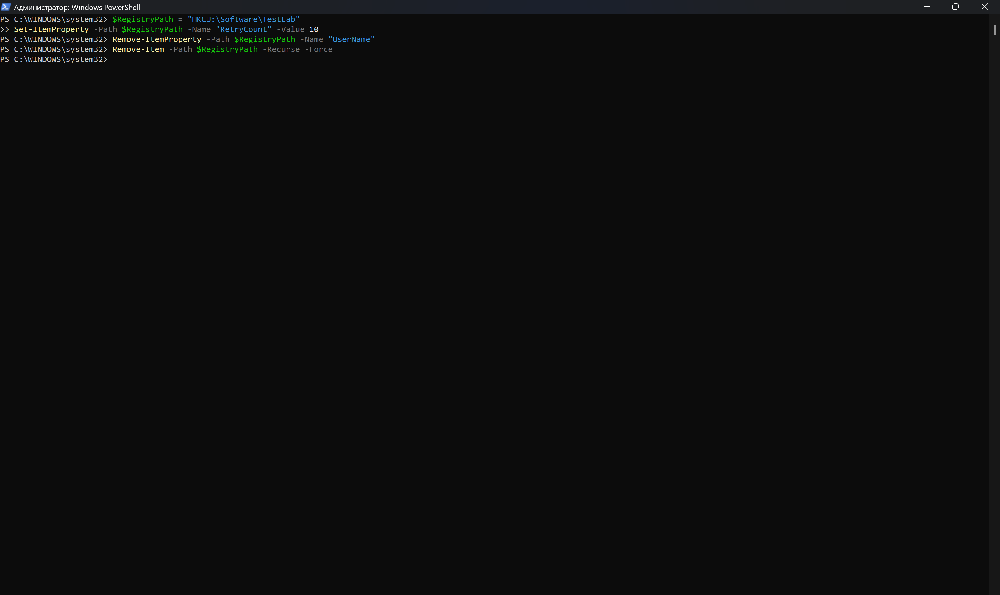 Администратор: Windows PowerShell
PS C:\WINDOWS\system32> $RegistryPath = "HKCU:\Software\TestLab"
>> Set-ItemProperty -Path $RegistryPath -Name "RetryCount" -Value 10
PS C:\WINDOWS\system32> Remove-ItemProperty -Path $RegistryPath -Name "UserName"
PS C:\WINDOWS\system32> Remove-Item -Path $RegistryPath -Recurse -Force
PS C:\WINDOWS\system32>